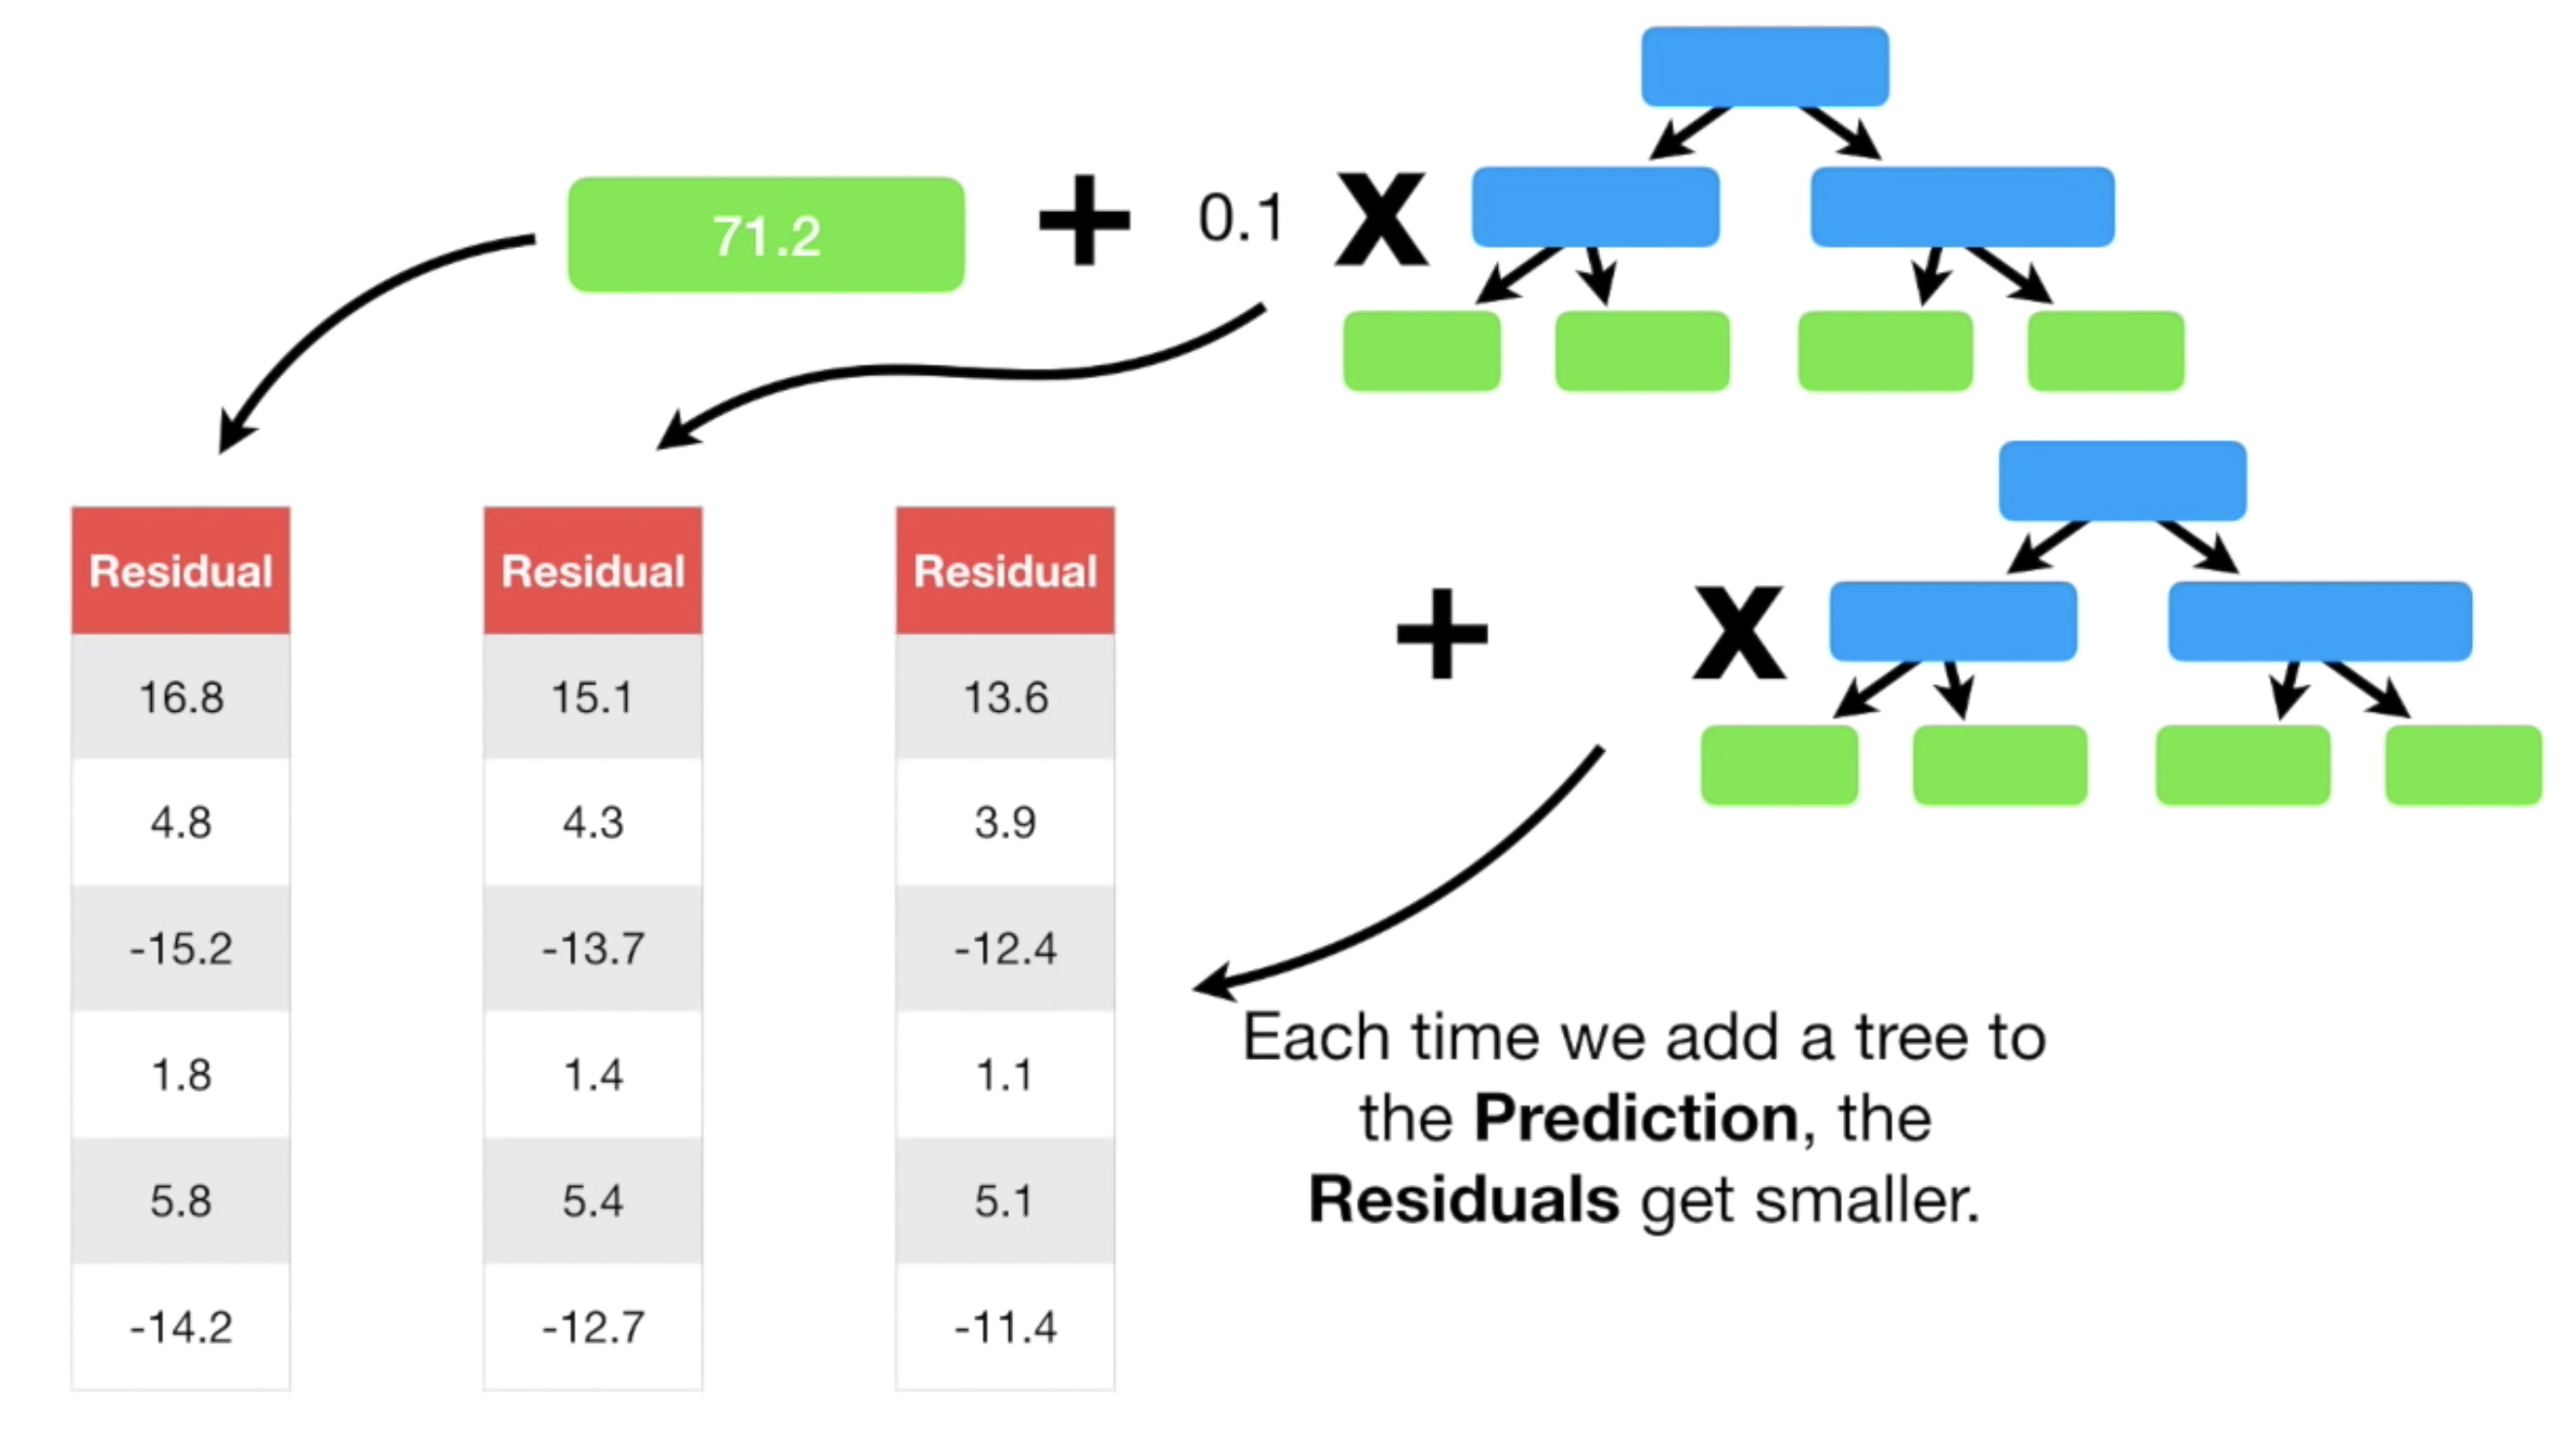 71.2
+ 0.1 X
Residual Residual Residual
16.8 15.1 13.6
4.8 4.3 3.9
-15.2 -13.7 -12.4
1.8 1.4 1.1
5.8 5.4 5.1
-14.2 -12.7 -11.4
+ X
Each time we add a tree to
the Prediction, the
Residuals get smaller.